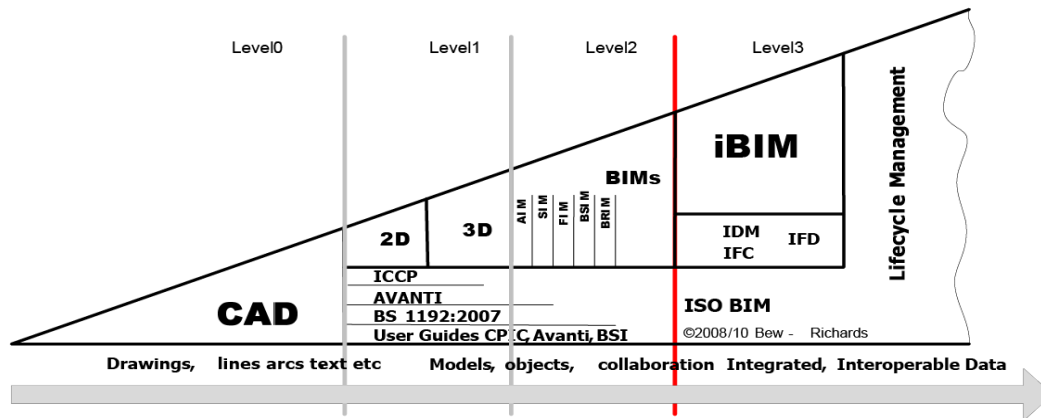 Level0 Level1 Level2 Level3
iBIM
BIMs
Lifecycle Management
AIM
SIM
FIM
BSIM
BRIM
2D 3D
IDM IFD
IFC
ICCP
AVANTI
BS 1192:2007
User Guides CPIC, Avanti, BSI
CAD
ISO BIM
©2008/10 Bew - Richards
Drawings, lines arcs text etc Models, objects, collaboration Integrated, Interoperable Data